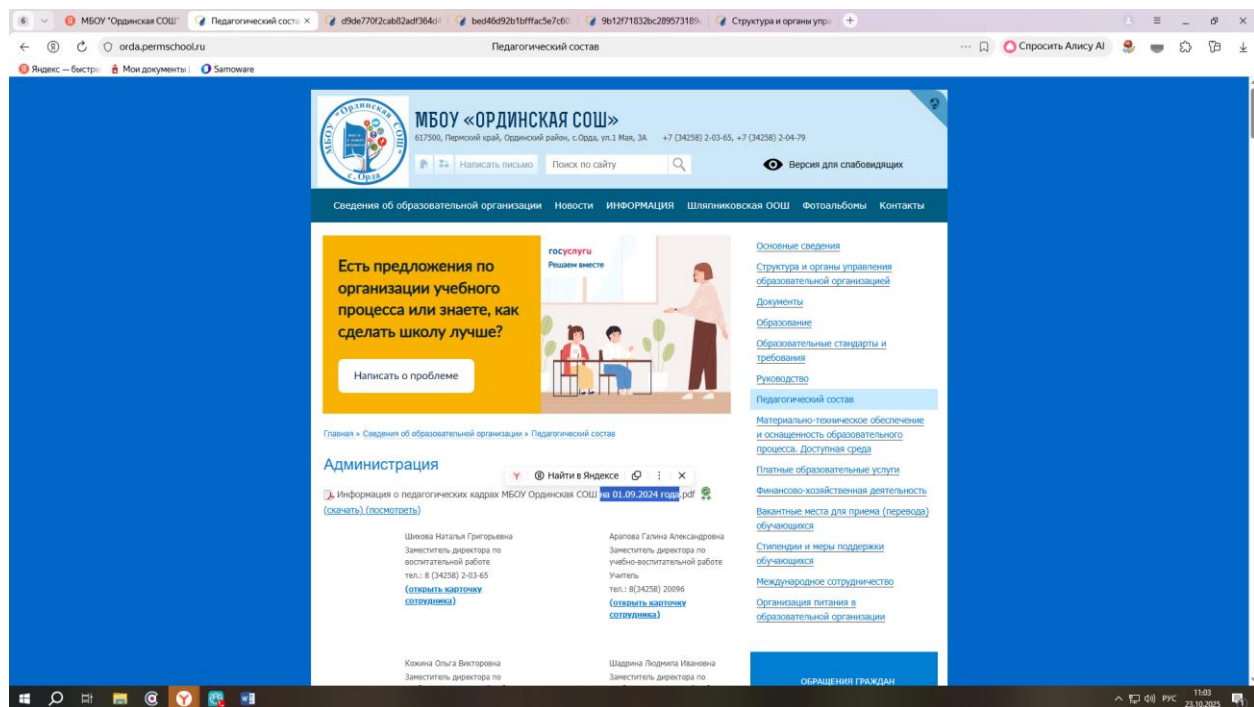 6
МБОУ "Ординская СОШ"
Педагогический соста
d9de770f2cab82adf364d
bed46d92b1bfffac5e7c6
9b12f71832bc289573189
Структура и органы упра
orda.permschool.ru
Педагогический состав
Спросить Алису AI
Яндекс — быстры
Мои документы
Samoware
МБОУ «Ординская СОШ»
с. Орда
МБОУ «ОРДИНСКАЯ СОШ»
617500, Пермский край, Ординский район, с.Орда, ул.1 Мая, 3А +7 (34258) 2-03-65, +7 (34258) 2-04-79
Написать письмо
Поиск по сайту
Версия для слабовидящих
Сведения об образовательной организации Новости ИНФОРМАЦИЯ Шляпниковская ООШ Фотоальбомы Контакты
Есть предложения по
организации учебного
процесса или знаете, как
сделать школу лучше?
Написать о проблеме
госуслуги
Решаем вместе
Главная » Сведения об образовательной организации » Педагогический состав
Администрация
Найти в Яндексе
Информация о педагогических кадрах МБОУ Ординская СОШ на 01.09.2024 года.pdf
(скачать) (посмотреть)
Шихова Наталья Григорьевна
Заместитель директора по
воспитательной работе
тел.: 8 (34258) 2-03-65
(открыть карточку
сотрудника)
Арапова Галина Александровна
Заместитель директора по
учебно-воспитательной работе
Учитель
тел.: 8(34258) 20096
(открыть карточку
сотрудника)
Кожина Ольга Викторовна
Заместитель директора по
Шадрина Людмила Ивановна
Заместитель директора по
Основные сведения
Структура и органы управления
образовательной организацией
Документы
Образование
Образовательные стандарты и
требования
Руководство
Педагогический состав
Материально-техническое обеспечение
и оснащенность образовательного
процесса. Доступная среда
Платные образовательные услуги
Финансово-хозяйственная деятельность
Вакантные места для приема (перевода)
обучающихся
Стипендии и меры поддержки
обучающихся
Международное сотрудничество
Организация питания в
образовательной организации
ОБРАЩЕНИЯ ГРАЖДАН
РУС
11:03
23.10.2025